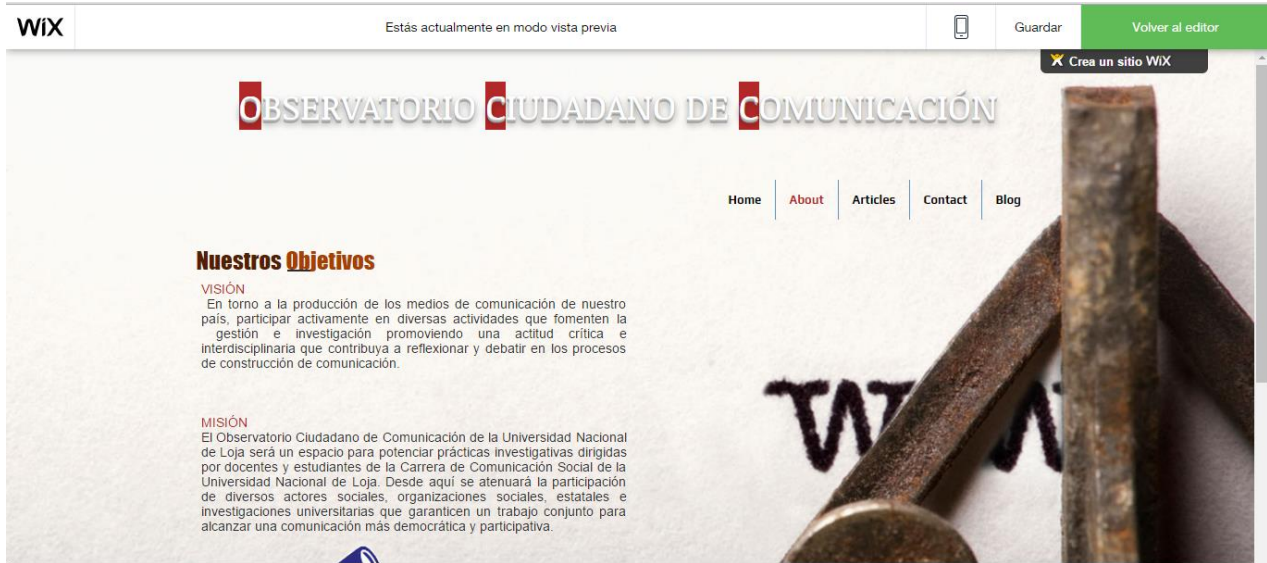 WiX
Estás actualmente en modo vista previa
Guardar
Volver al editor
Crea un sitio WiX
OBSERVATORIO CIUDADANO DE COMUNICACIÓN
Home
About
Articles
Contact
Blog
Nuestros Objetivos
VISIÓN
En torno a la producción de los medios de comunicación de nuestro
país, participar activamente en diversas actividades que fomenten la
gestión e investigación promoviendo una actitud crítica e
interdisciplinaria que contribuya a reflexionar y debatir en los procesos
de construcción de comunicación.
MISIÓN
El Observatorio Ciudadano de Comunicación de la Universidad Nacional
de Loja será un espacio para potenciar prácticas investigativas dirigidas
por docentes y estudiantes de la Carrera de Comunicación Social de la
Universidad Nacional de Loja. Desde aquí se atenuará la participación
de diversos actores sociales, organizaciones sociales, estatales e
investigaciones universitarias que garanticen un trabajo conjunto para
alcanzar una comunicación más democrática y participativa.